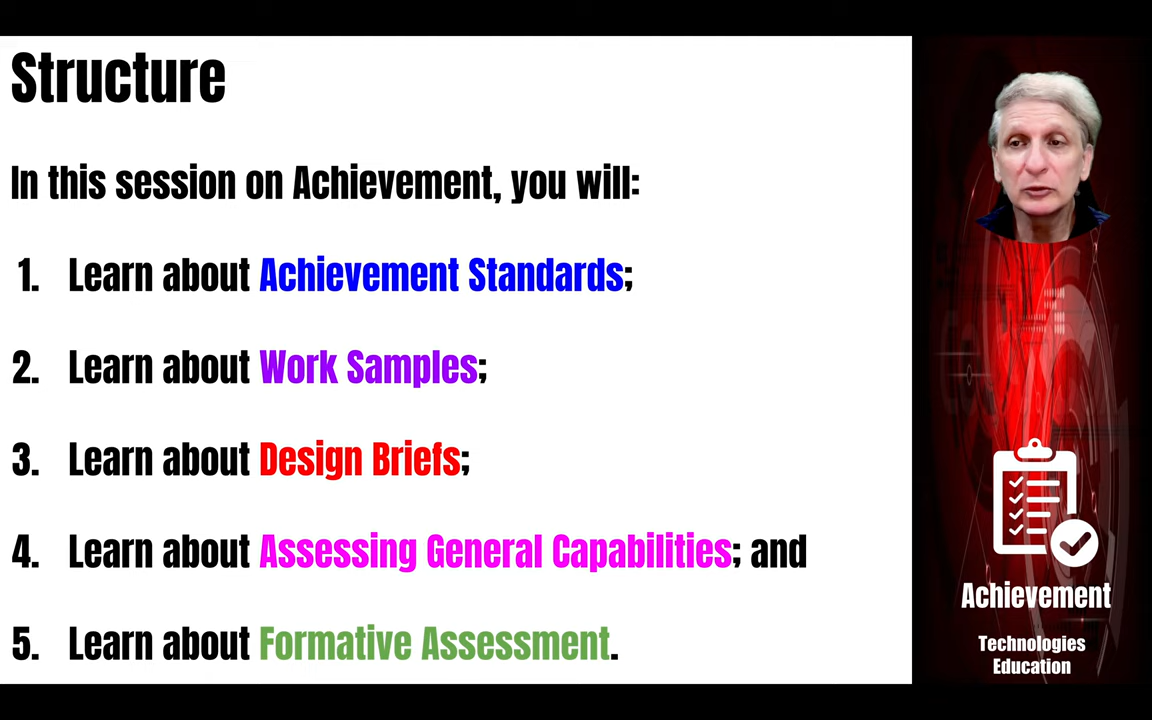 Structure
In this session on Achievement, you will:
1. Learn about Achievement Standards;
2. Learn about Work Samples;
3. Learn about Design Briefs;
4. Learn about Assessing General Capabilities; and
5. Learn about Formative Assessment.
Achievement
Technologies
Education